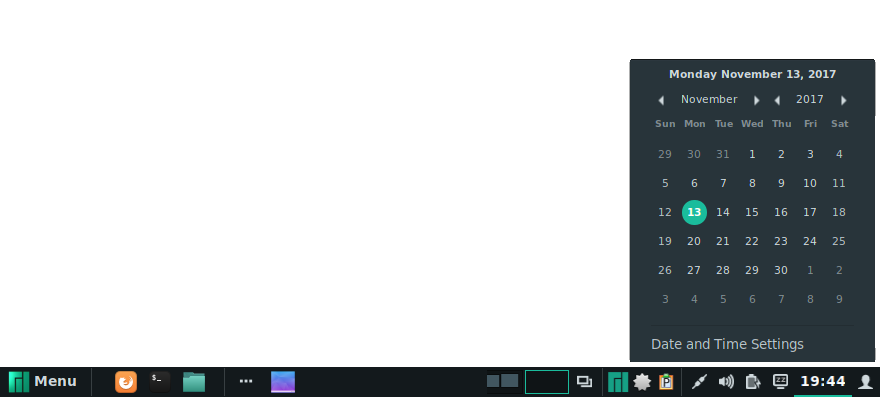 Monday November 13, 2017
November 2017
Sun Mon Tue Wed Thu Fri Sat
29 30 31 1 2 3 4
5 6 7 8 9 10 11
12 13 14 15 16 17 18
19 20 21 22 23 24 25
26 27 28 29 30 1 2
3 4 5 6 7 8 9
Date and Time Settings
Menu $_ ... P zz 19:44